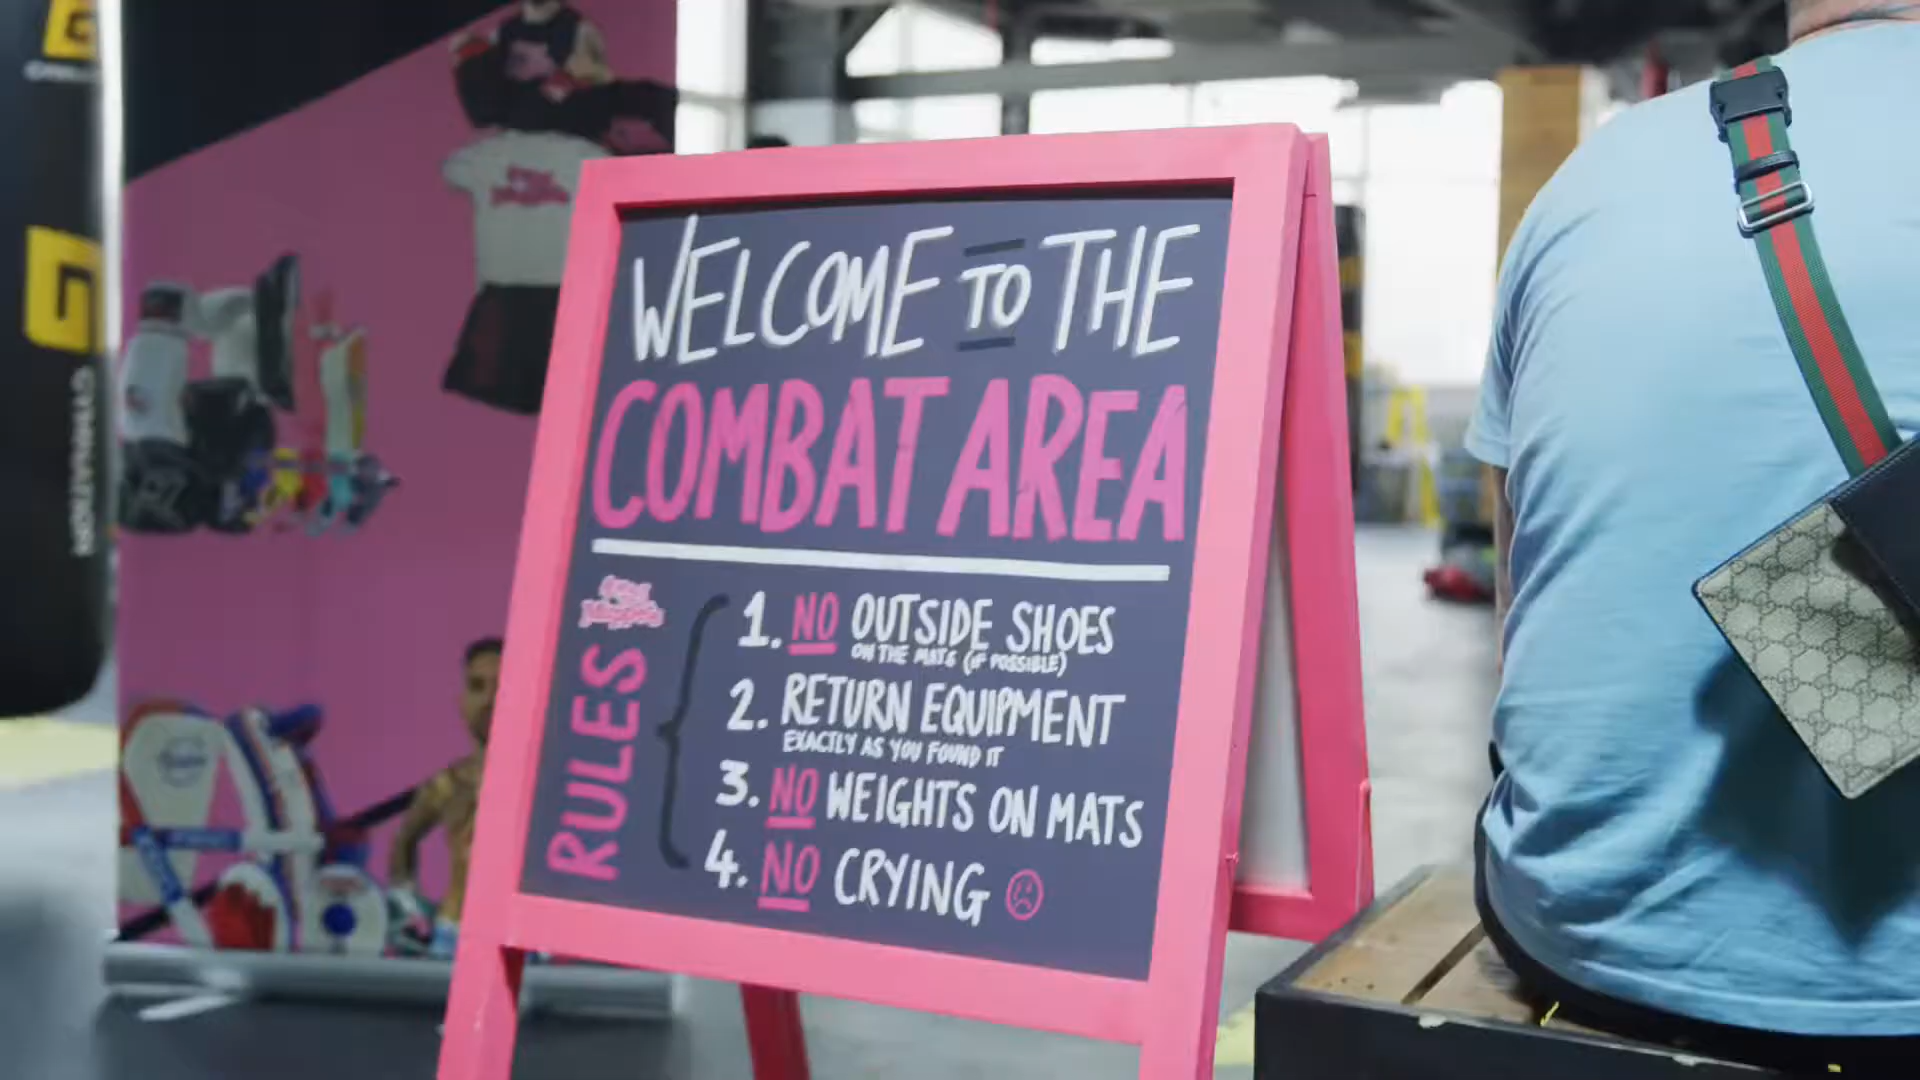 WELCOME TO THE
COMBAT AREA
RULES
1. NO OUTSIDE SHOES
ON THE MATS (IF POSSIBLE)
2. RETURN EQUIPMENT
EXACTLY AS YOU FOUND IT
3. NO WEIGHTS ON MATS
4. NO CRYING